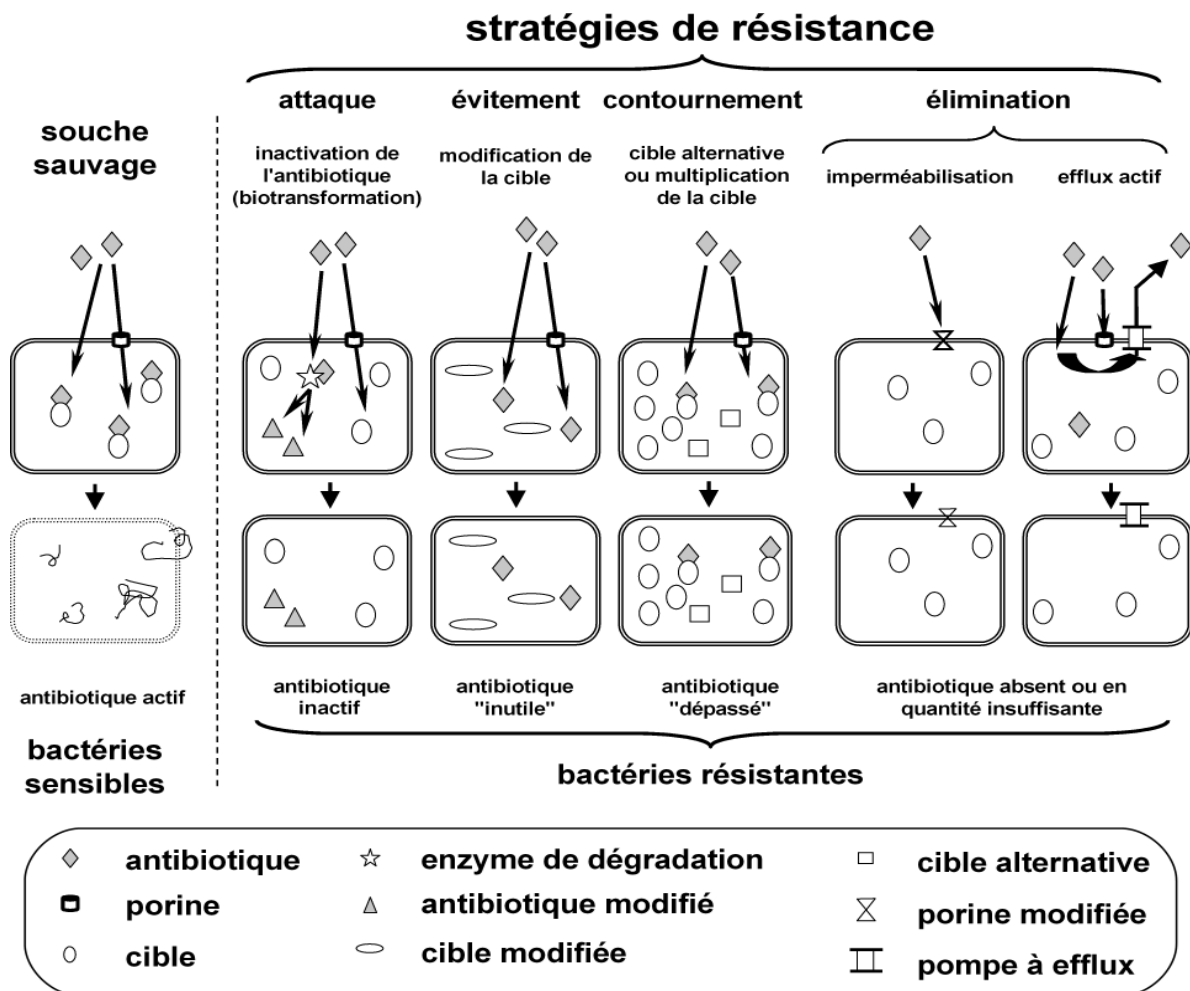 stratégies de résistance
souche
sauvage
attaque
inactivation de
l'antibiotique
(biotransformation)
évitement
modification de
la cible
contournement
cible alternative
ou multiplication
de la cible
élimination
imperméabilisation
efflux actif
antibiotique actif
bactéries
sensibles
antibiotique
inactif
antibiotique
"inutile"
antibiotique
"dépassé"
antibiotique absent ou en
quantité insuffisante
bactéries résistantes
antibiotique
porine
cible
enzyme de dégradation
antibiotique modifié
cible modifiée
cible alternative
porine modifiée
pompe à efflux